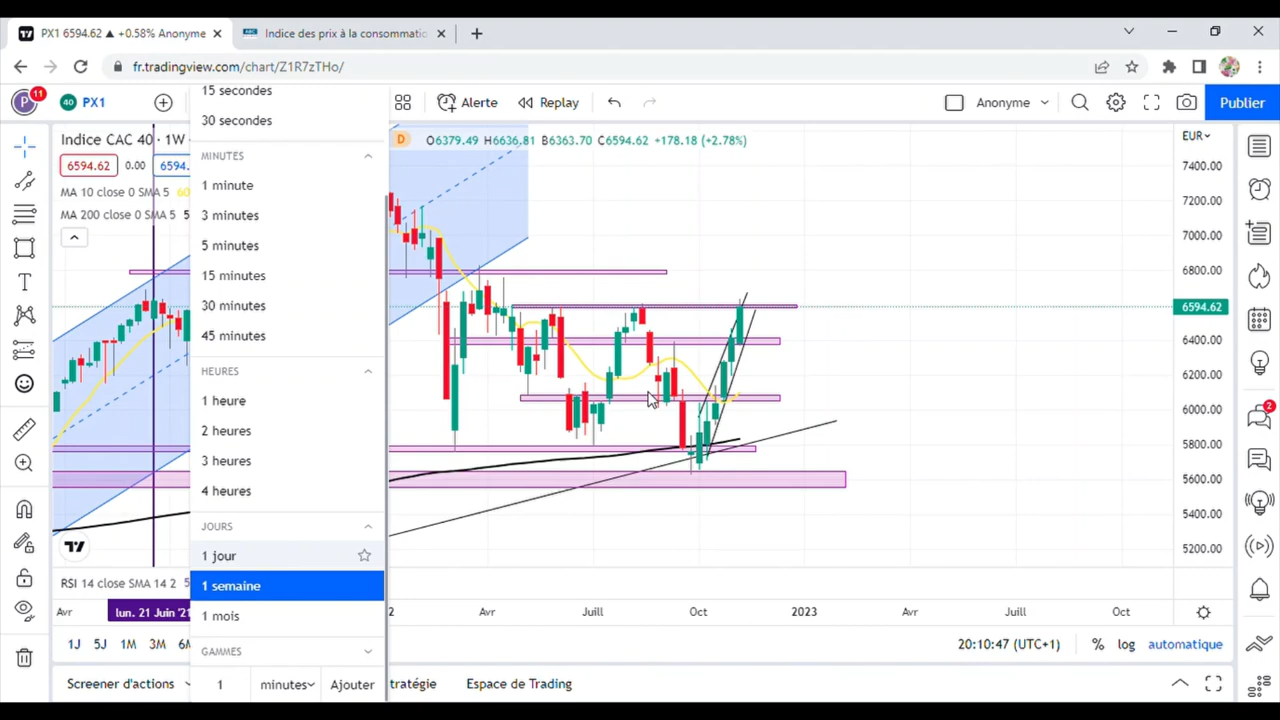 PX1 6594.62 ▲ +0.58% Anonyme
Indice des prix à la consommatio
fr.tradingview.com/chart/Z1R7zTHo/
P 11
40 PX1
Alerte
Replay
Anonyme
Publier
15 secondes
30 secondes
MINUTES
1 minute
3 minutes
5 minutes
15 minutes
30 minutes
45 minutes
HEURES
1 heure
2 heures
3 heures
4 heures
JOURS
1 jour
1 semaine
1 mois
GAMMES
1 minutes Ajouter
Indice CAC 40 · 1W
D O6379.49 H6636.81 B6363.70 C6594.62 +178.18 (+2.78%)
6594.62 0.00 6594.
MA 10 close 0 SMA 5
MA 200 close 0 SMA 5
EUR
7400.00
7200.00
7000.00
6800.00
6594.62
6400.00
6200.00
6000.00
5800.00
5600.00
5400.00
5200.00
T
RSI 14 close SMA 14 2
Avr lun. 21 Juin '21 2 Avr Juill Oct 2023 Avr Juill Oct
1J 5J 1M 3M 6M
20:10:47 (UTC+1) % log automatique
Screener d'actions tratégie Espace de Trading
2